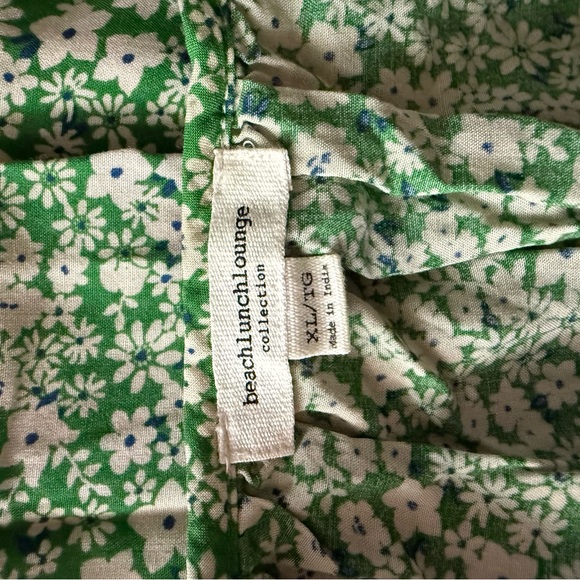 beachlunchlounge
collection
XL/TG
Made in India